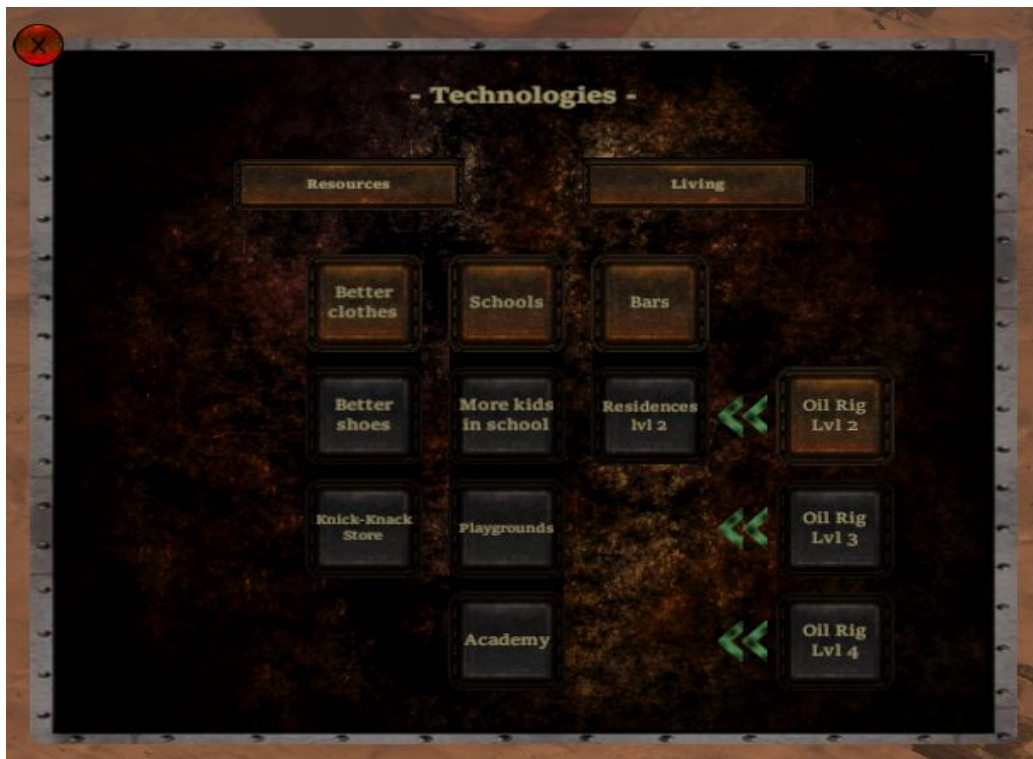 - Technologies -
Resources
Living
Better
clothes
Schools
Bars
Better
shoes
More kids
in school
Residences
lvl 2
Oil Rig
Lvl 2
Knick-Knack
Store
Playgrounds
Oil Rig
Lvl 3
Academy
Oil Rig
Lvl 4